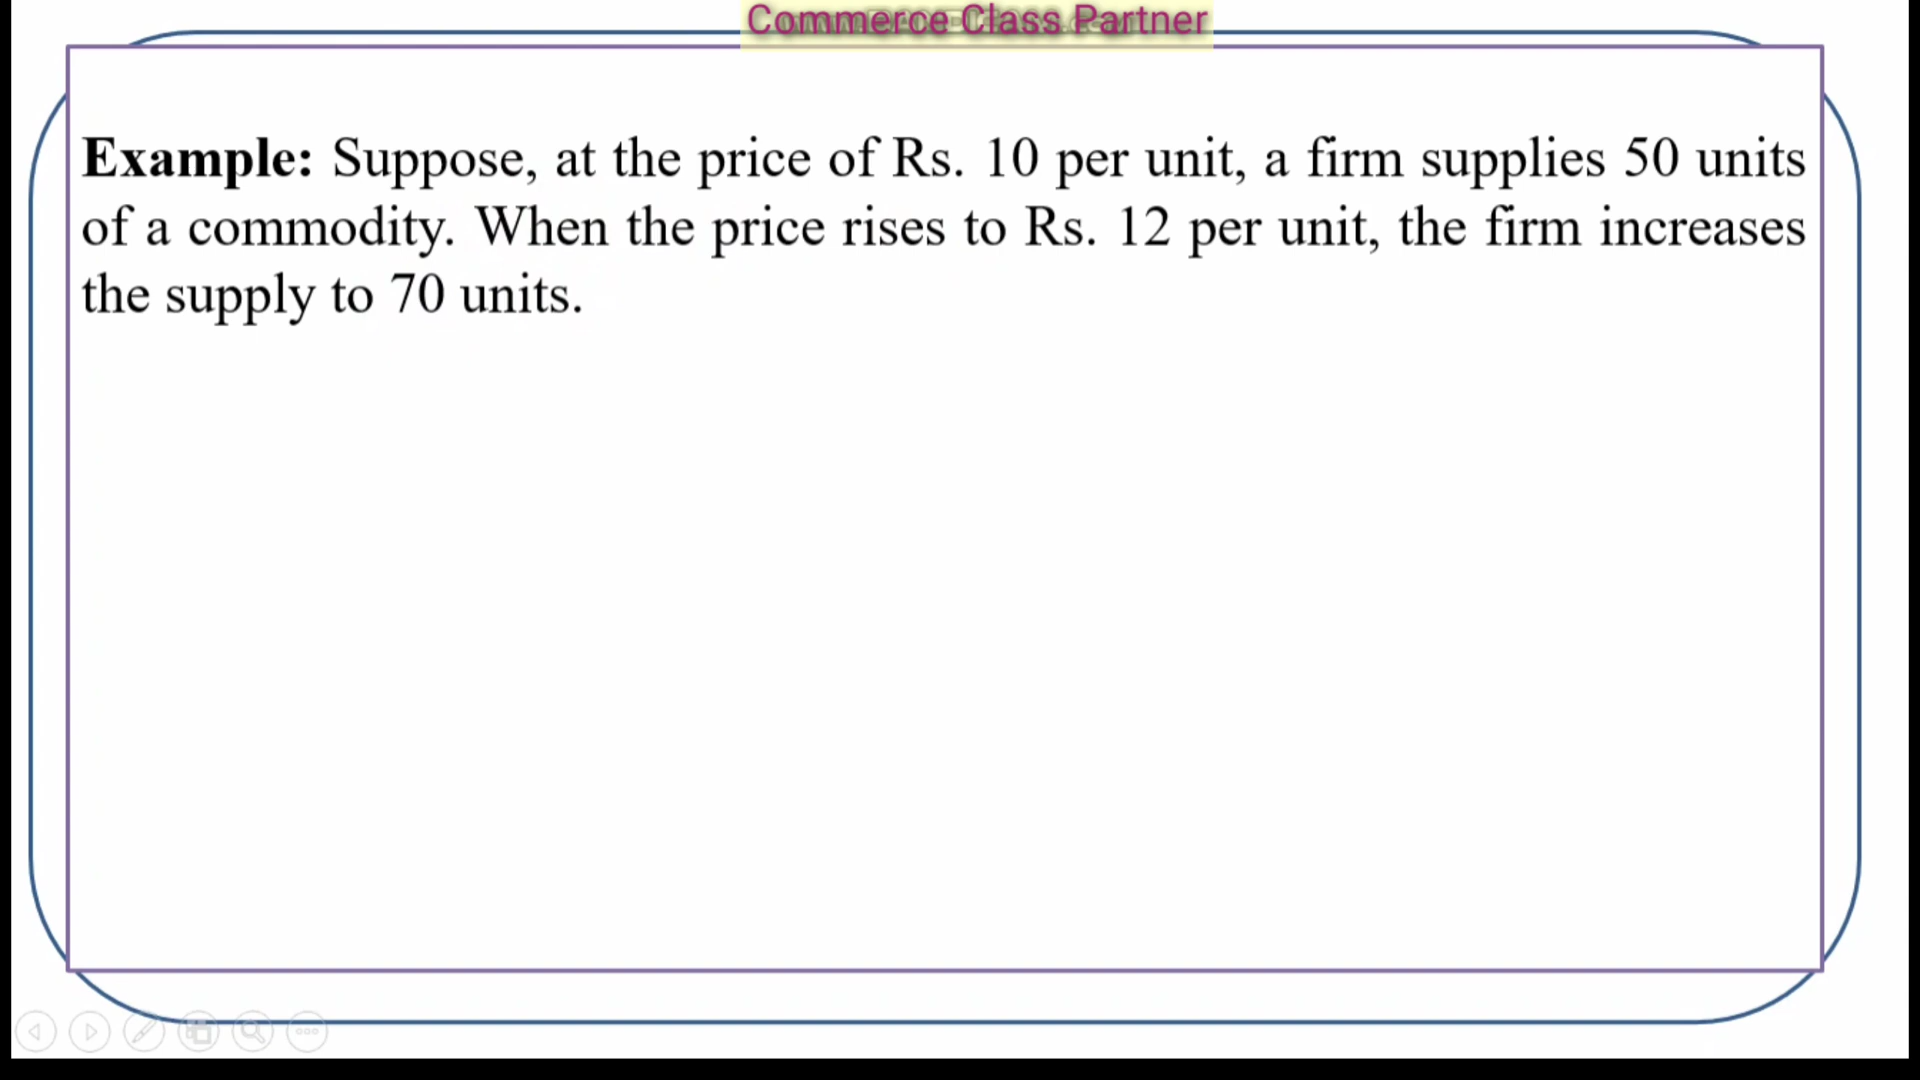 Commerce Class Partner
Example: Suppose, at the price of Rs. 10 per unit, a firm supplies 50 units
of a commodity. When the price rises to Rs. 12 per unit, the firm increases
the supply to 70 units.